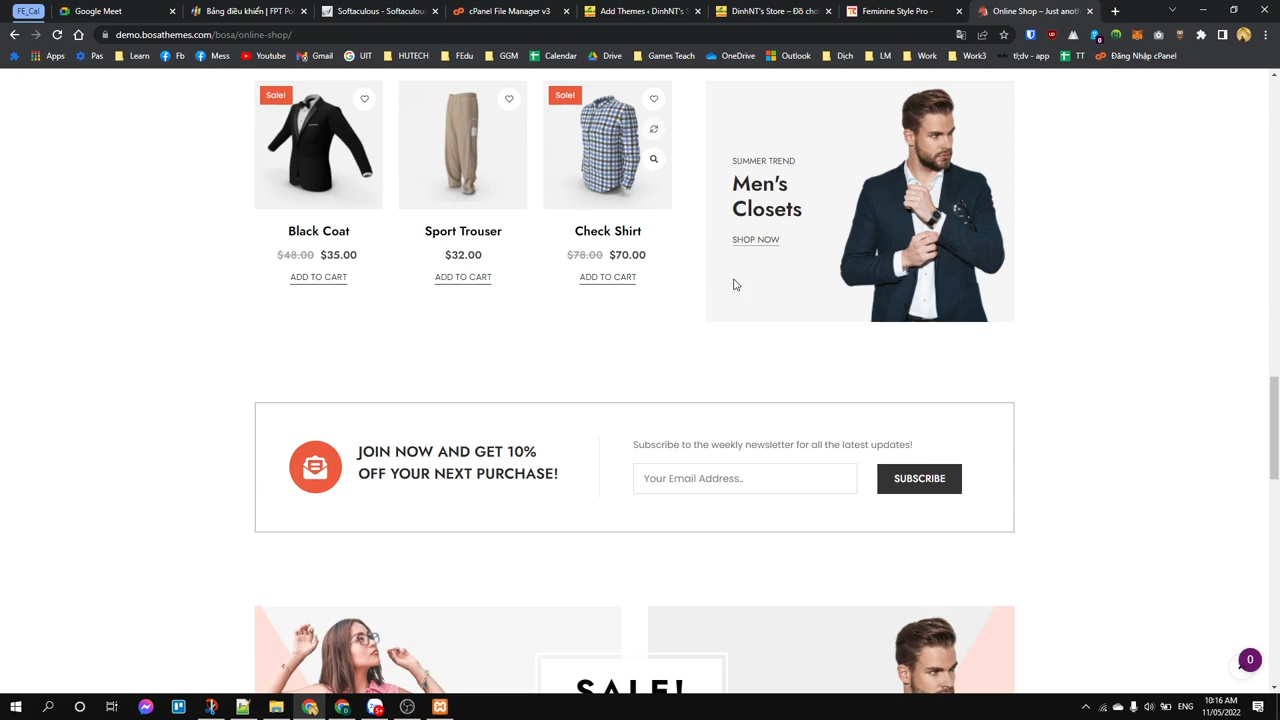 FE_Cal
Google Meet
Bảng điều khiển | FPT Po
Softaculous - Softaculou
cPanel File Manager v3
Add Themes ‹ DinhNT's S
DinhNT's Store – Đồ chơ
Feminine Style Pro -
Online Shop – Just anoth
demo.bosathemes.com/bosa/online-shop/
Apps
Pas
Demo
Learn
Fb
Mess
Youtube
Gmail
UIT
HUTECH
FEdu
GGM
Calendar
Drive
Games Teach
OneDrive
Outlook
Dịch
LM
Work
Work3
tl;dv - app
TT
Đăng Nhập cPanel
Sale!
Sale!
Black Coat
Sport Trouser
Check Shirt
$48.00 $35.00
$32.00
$78.00 $70.00
ADD TO CART
ADD TO CART
ADD TO CART
SUMMER TREND
Men's
Closets
SHOP NOW
JOIN NOW AND GET 10%
OFF YOUR NEXT PURCHASE!
Subscribe to the weekly newsletter for all the latest updates!
Your Email Address..
SUBSCRIBE
SALE!
0
ENG
10:16 AM
11/05/2022